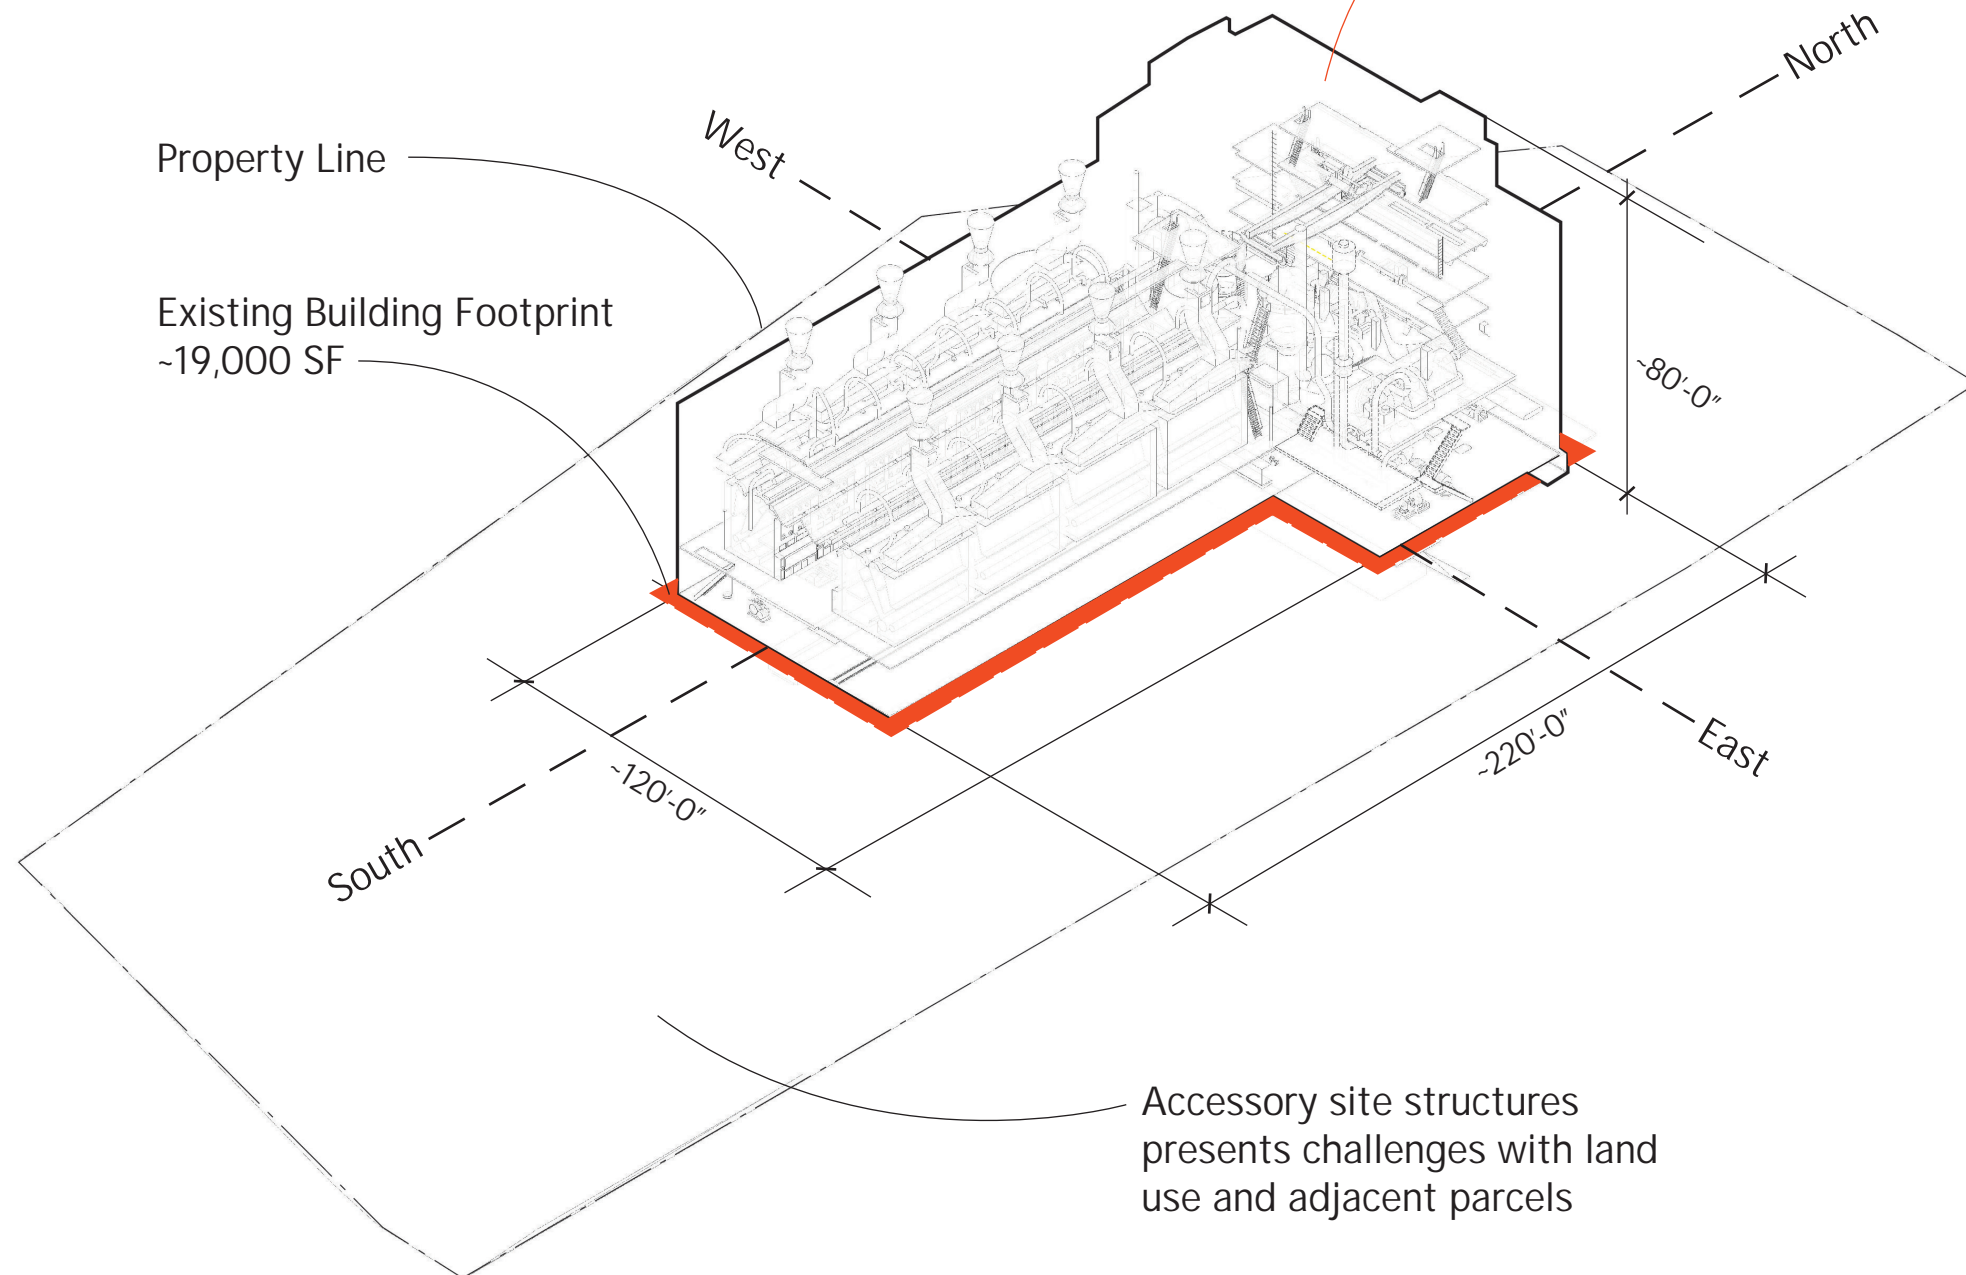 North
West
Property Line
Existing Building Footprint
~19,000 SF
~80'-0"
~220'-0"
East
~120'-0"
South
Accessory site structures
presents challenges with land
use and adjacent parcels